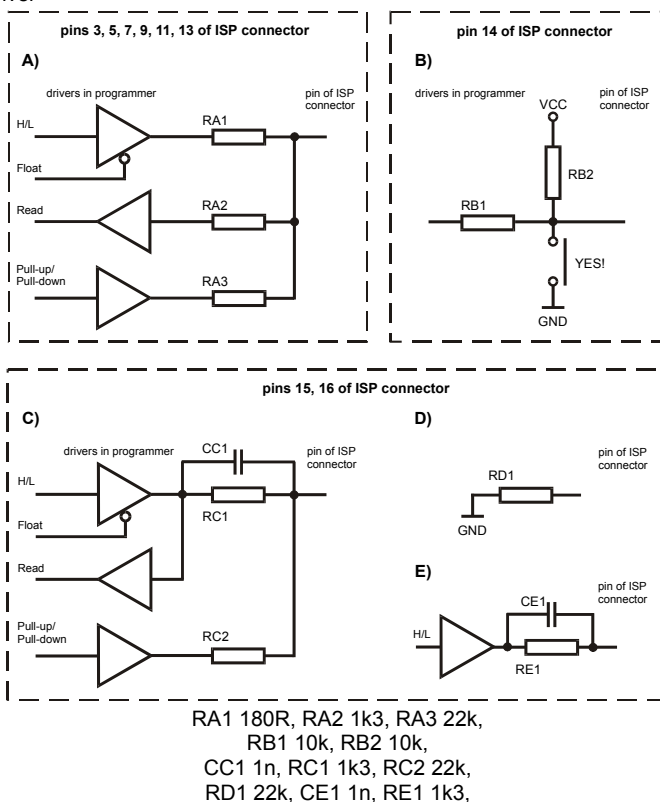 pins 3, 5, 7, 9, 11, 13 of ISP connector
A)
drivers in programmer
pin of ISP
connector
H/L
RA1
Float
Read
RA2
Pull-up/
Pull-down
RA3
pin 14 of ISP connector
B)
drivers in programmer
pin of ISP
connector
VCC
RB2
RB1
YES!
GND
pins 15, 16 of ISP connector
C)
drivers in programmer
CC1
pin of ISP
connector
H/L
RC1
Float
Read
Pull-up/
Pull-down
RC2
D)
pin of ISP
connector
RD1
GND
E)
pin of ISP
connector
CE1
H/L
RE1
RA1 180R, RA2 1k3, RA3 22k,
RB1 10k, RB2 10k,
CC1 1n, RC1 1k3, RC2 22k,
RD1 22k, CE1 1n, RE1 1k3,